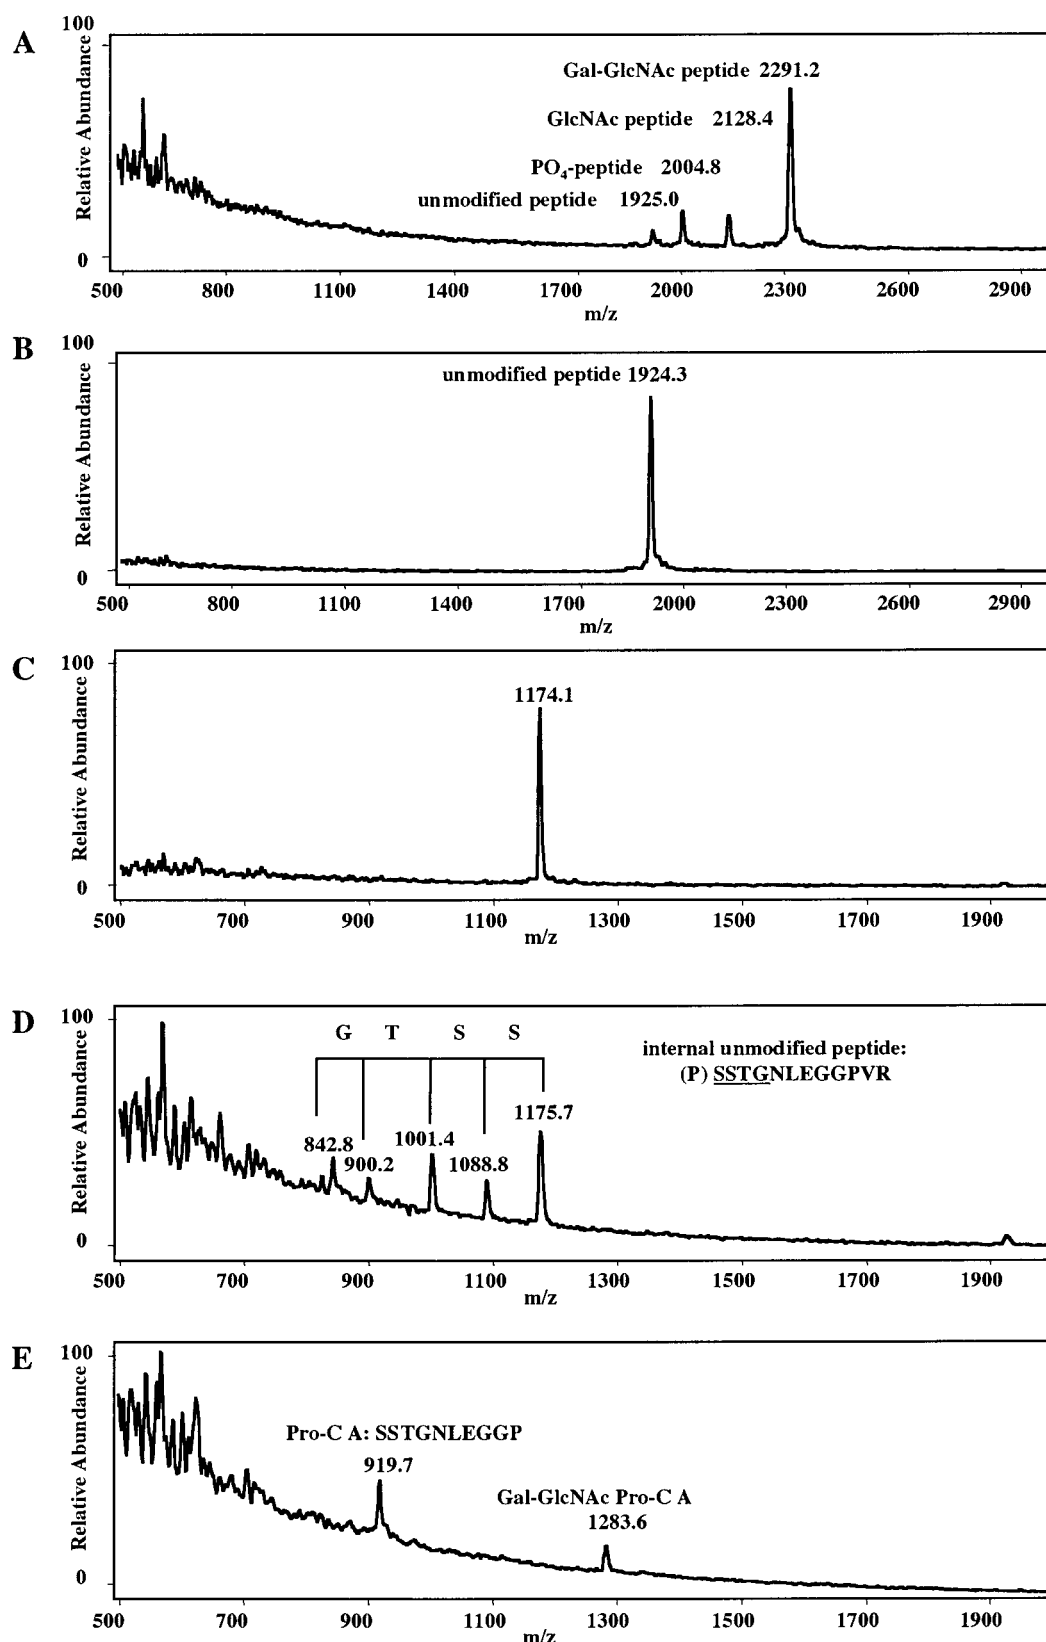 A
100
Relative Abundance
0
Gal-GlcNAc peptide 2291.2
GlcNAc peptide 2128.4
PO4-peptide 2004.8
unmodified peptide 1925.0
500 800 1100 1400 1700 2000 2300 2600 2900
m/z
B
100
Relative Abundance
0
unmodified peptide 1924.3
500 800 1100 1400 1700 2000 2300 2600 2900
m/z
C
100
Relative Abundance
0
1174.1
500 700 900 1100 1300 1500 1700 1900
m/z
D
100
Relative Abundance
0
G T S S
internal unmodified peptide:
(P) SSTGNLEGGPVR
842.8 900.2 1001.4 1088.8 1175.7
500 700 900 1100 1300 1500 1700 1900
m/z
E
100
Relative Abundance
0
Pro-C A: SSTGNLEGGP
919.7
Gal-GlcNAc Pro-C A
1283.6
500 700 900 1100 1300 1500 1700 1900
m/z